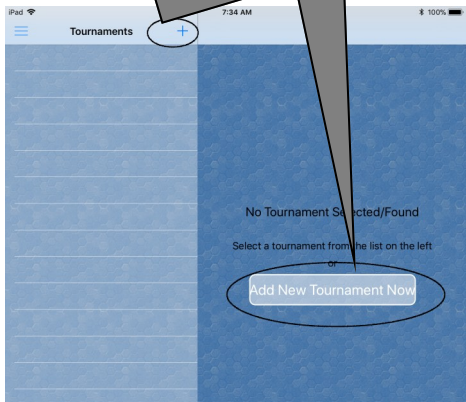 iPad 7:34 AM 100%
Tournaments +
No Tournament Selected/Found
Select a tournament from the list on the left
or
Add New Tournament Now